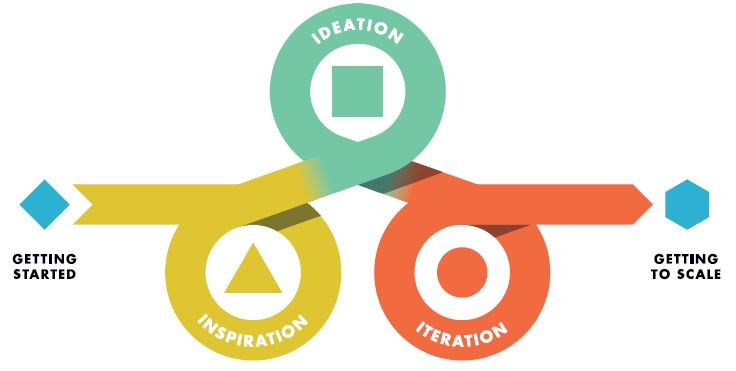 IDEATION
GETTING
STARTED
INSPIRATION
ITERATION
GETTING
TO SCALE